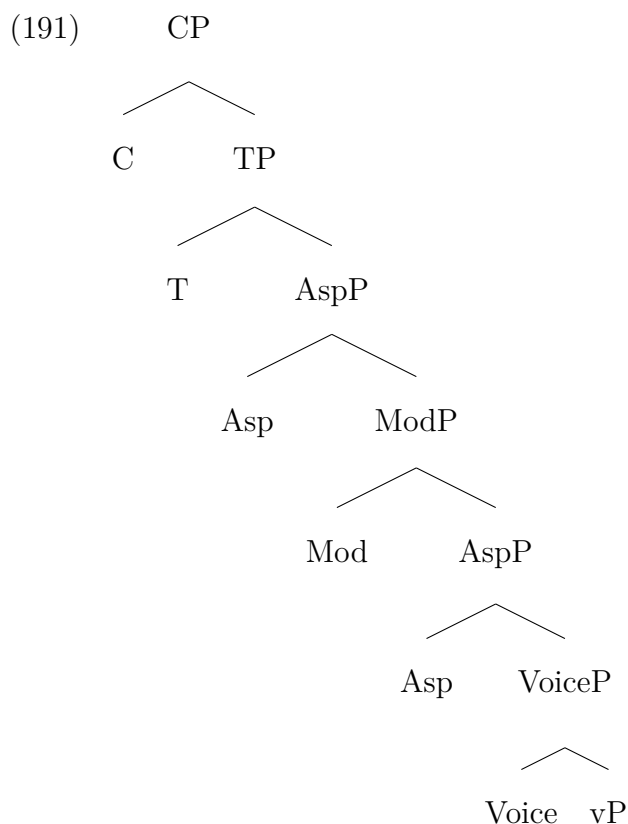 (191) CP
C TP
T AspP
Asp ModP
Mod AspP
Asp VoiceP
Voice vP